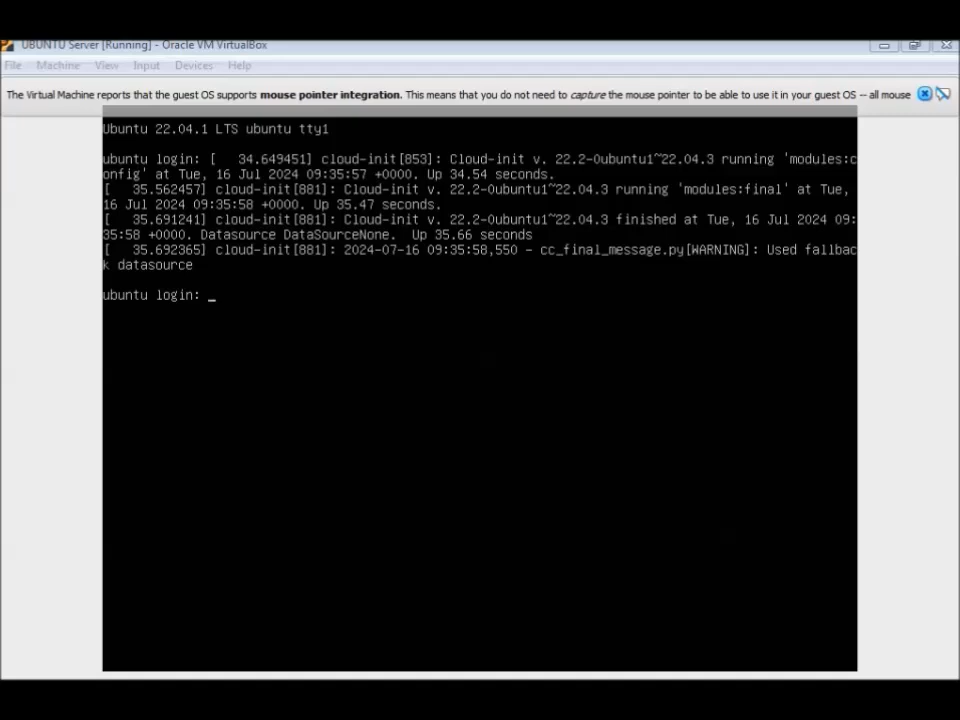 UBUNTU Server [Running] - Oracle VM VirtualBox
File Machine View Input Devices Help
The Virtual Machine reports that the guest OS supports mouse pointer integration. This means that you do not need to capture the mouse pointer to be able to use it in your guest OS -- all mouse
Ubuntu 22.04.1 LTS ubuntu tty1
ubuntu login: [   34.649451] cloud-init[853]: Cloud-init v. 22.2-0ubuntu1~22.04.3 running 'modules:c
onfig' at Tue, 16 Jul 2024 09:35:57 +0000. Up 34.54 seconds.
[   35.562457] cloud-init[881]: Cloud-init v. 22.2-0ubuntu1~22.04.3 running 'modules:final' at Tue,
16 Jul 2024 09:35:58 +0000. Up 35.47 seconds.
[   35.691241] cloud-init[881]: Cloud-init v. 22.2-0ubuntu1~22.04.3 finished at Tue, 16 Jul 2024 09:
35:58 +0000. Datasource DataSourceNone.  Up 35.66 seconds
[   35.692365] cloud-init[881]: 2024-07-16 09:35:58,550 - cc_final_message.py[WARNING]: Used fallbac
k datasource
ubuntu login: _